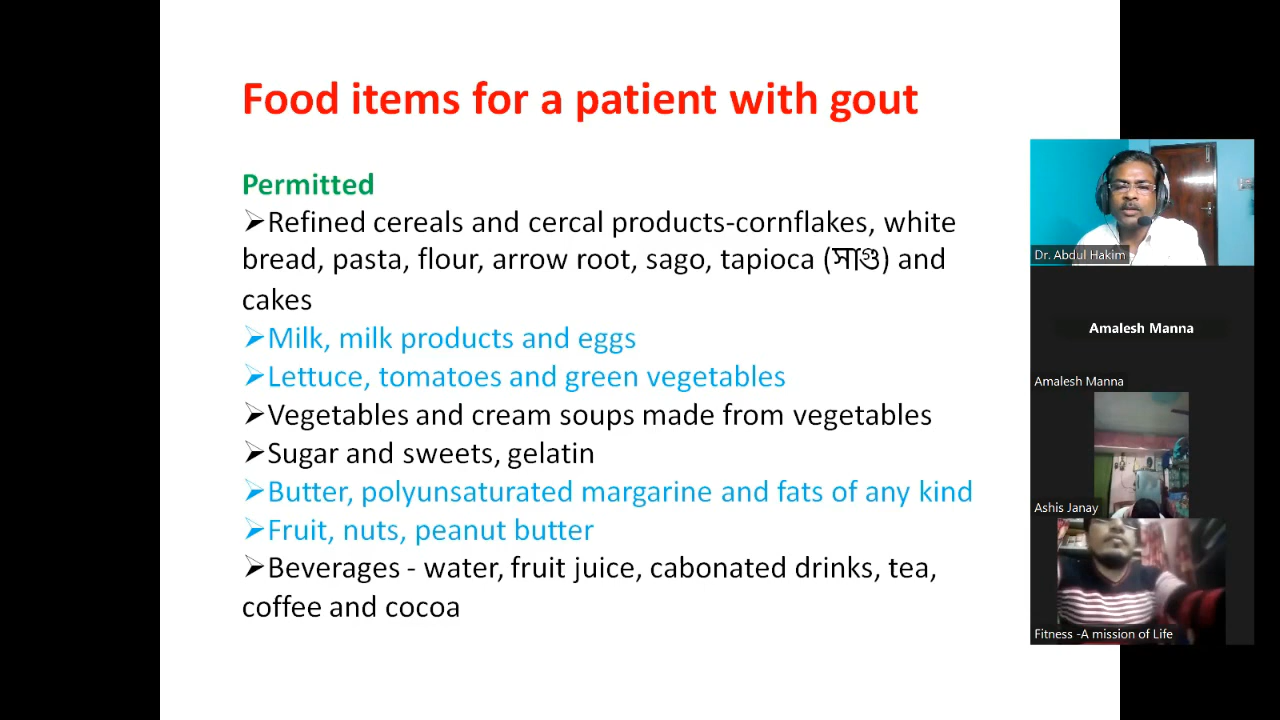 Food items for a patient with gout
Permitted
➢Refined cereals and cercal products-cornflakes, white
bread, pasta, flour, arrow root, sago, tapioca (সাগু) and
cakes
➢Milk, milk products and eggs
➢Lettuce, tomatoes and green vegetables
➢Vegetables and cream soups made from vegetables
➢Sugar and sweets, gelatin
➢Butter, polyunsaturated margarine and fats of any kind
➢Fruit, nuts, peanut butter
➢Beverages - water, fruit juice, cabonated drinks, tea,
coffee and cocoa
Dr. Abdul Hakim
Amalesh Manna
Amalesh Manna
Ashis Janay
Fitness -A mission of Life